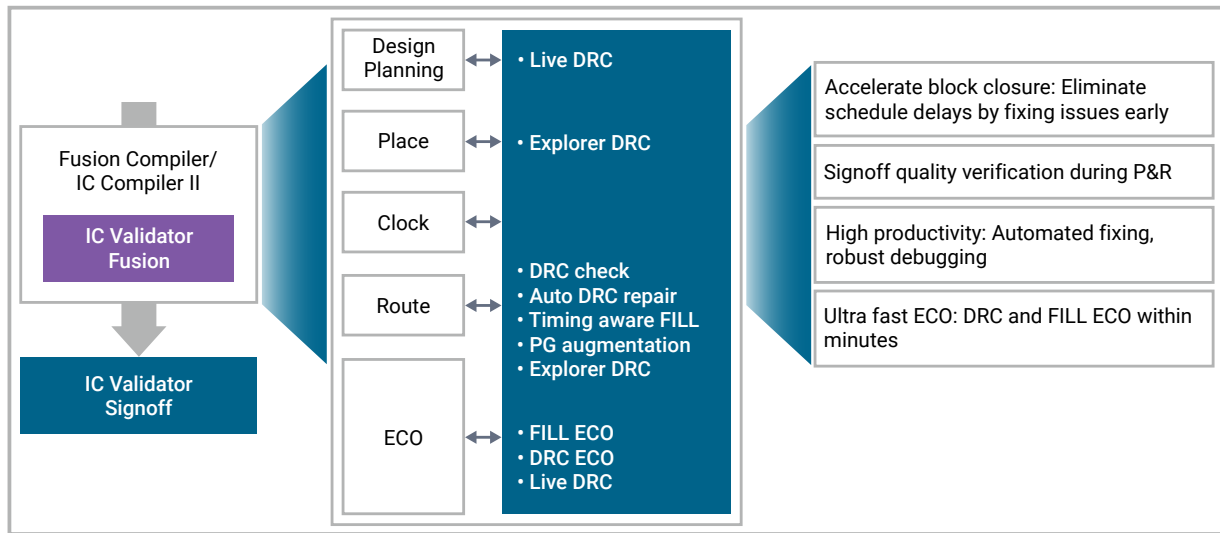 Fusion Compiler/
IC Compiler II
IC Validator
Fusion
IC Validator
Signoff
Design
Planning
Place
Clock
Route
ECO
• Live DRC
• Explorer DRC
• DRC check
• Auto DRC repair
• Timing aware FILL
• PG augmentation
• Explorer DRC
• FILL ECO
• DRC ECO
• Live DRC
Accelerate block closure: Eliminate
schedule delays by fixing issues early
Signoff quality verification during P&R
High productivity: Automated fixing,
robust debugging
Ultra fast ECO: DRC and FILL ECO within
minutes